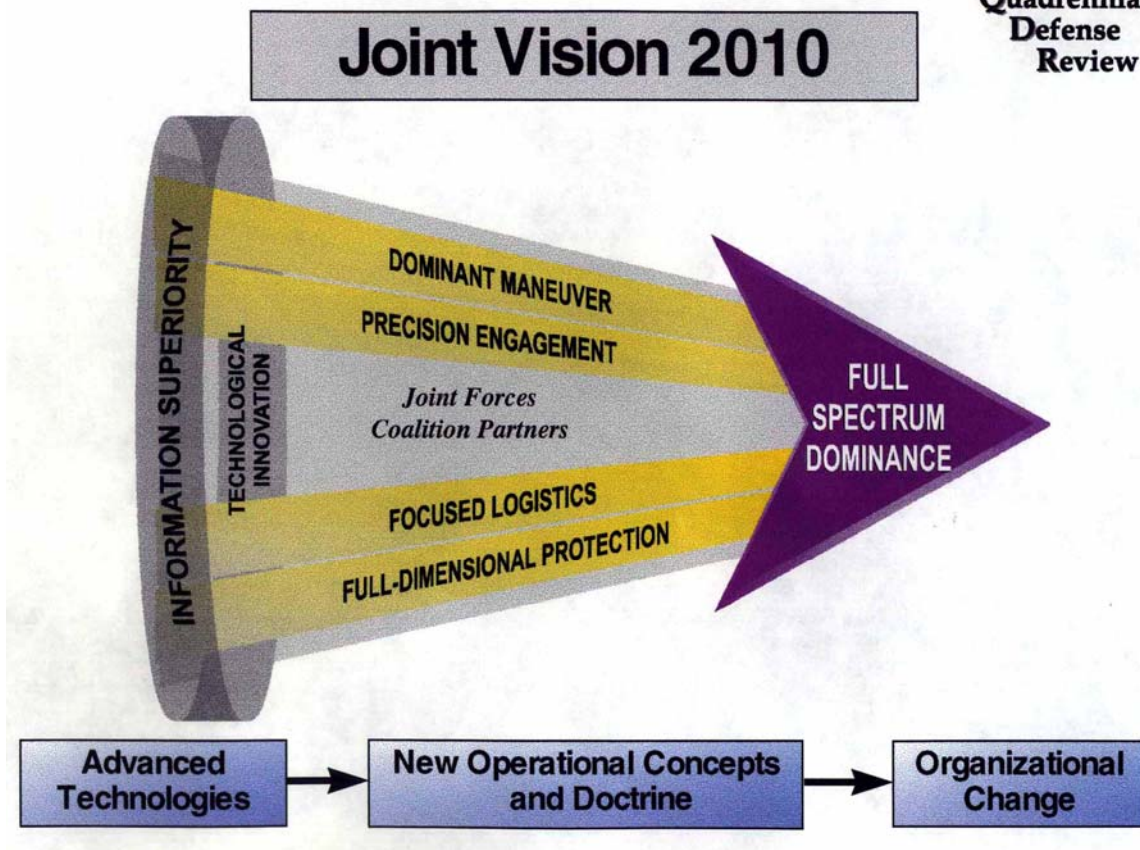 Joint Vision 2010
Defense
Review
INFORMATION SUPERIORITY
TECHNOLOGICAL
INNOVATION
DOMINANT MANEUVER
PRECISION ENGAGEMENT
Joint Forces
Coalition Partners
FOCUSED LOGISTICS
FULL-DIMENSIONAL PROTECTION
FULL
SPECTRUM
DOMINANCE
Advanced
Technologies
New Operational Concepts
and Doctrine
Organizational
Change